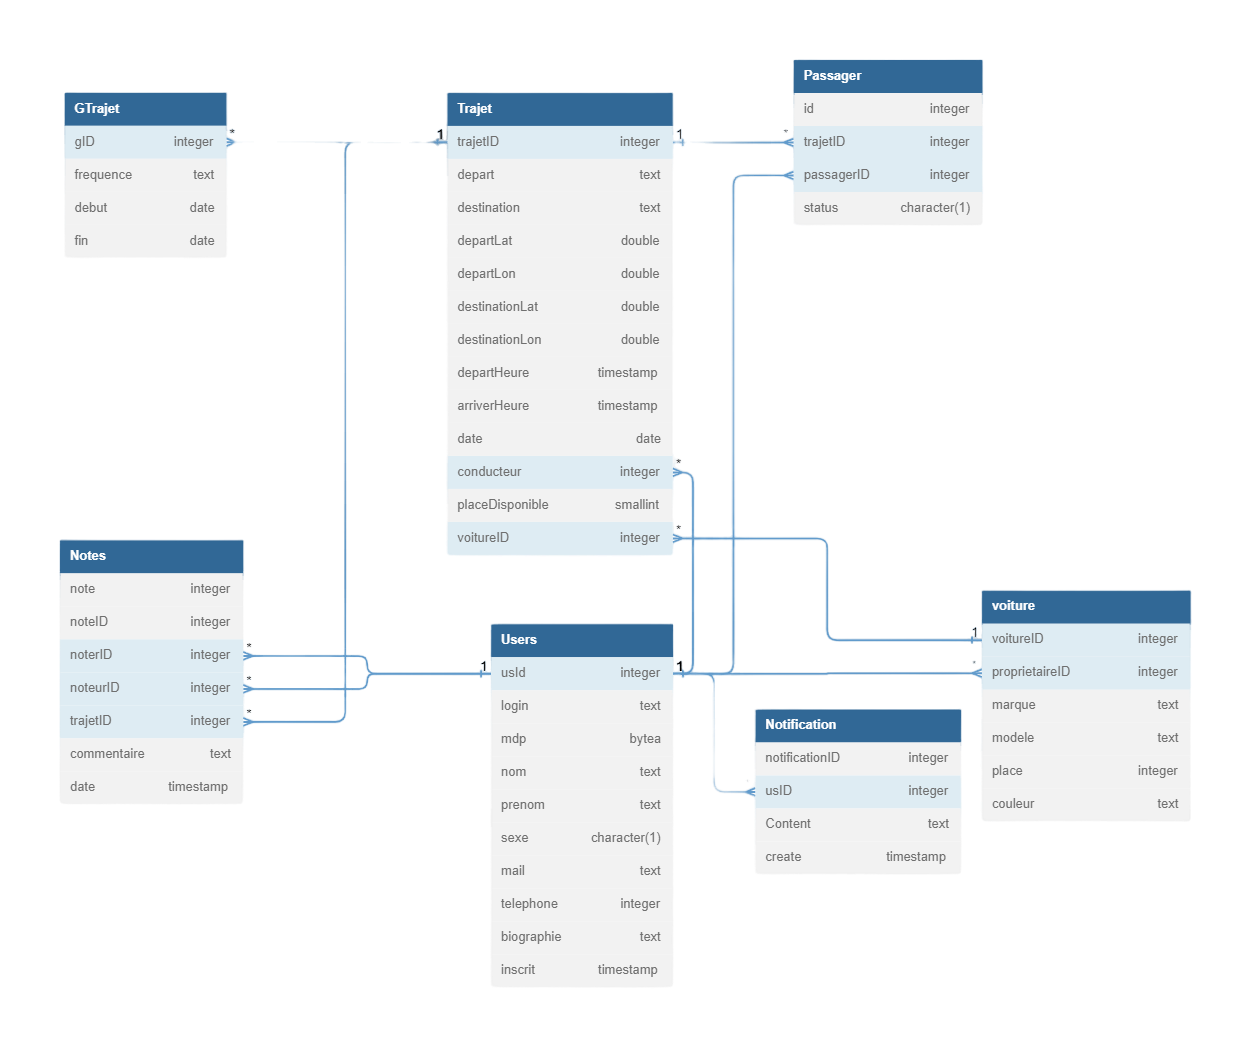 GTrajet
gID integer
frequence text
debut date
fin date
*
1
Trajet
trajetID integer
depart text
destination text
departLat double
departLon double
destinationLat double
destinationLon double
departHeure timestamp
arriverHeure timestamp
date date
conducteur integer
placeDisponible smallint
voitureID integer
1
*
*
*
Passager
id integer
trajetID integer
passagerID integer
status character(1)
Notes
note integer
noteID integer
noterID integer
noteurID integer
trajetID integer
commentaire text
date timestamp
*
*
*
1
Users
usId integer
login text
mdp bytea
nom text
prenom text
sexe character(1)
mail text
telephone integer
biographie text
inscrit timestamp
1
Notification
notificationID integer
usID integer
Content text
create timestamp
1
*
voiture
voitureID integer
proprietaireID integer
marque text
modele text
place integer
couleur text